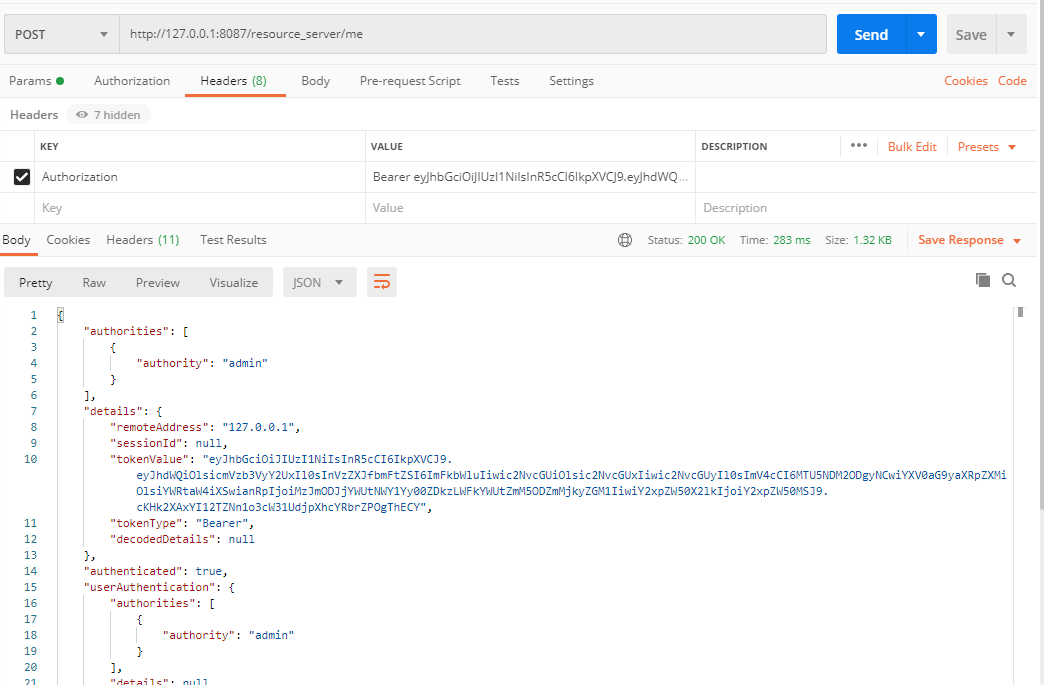 POST http://127.0.0.1:8087/resource_server/me Send Save
Params Authorization Headers (8) Body Pre-request Script Tests Settings Cookies Code
Headers 7 hidden
KEY VALUE DESCRIPTION ••• Bulk Edit Presets
Authorization Bearer eyJhbGciOiJIUzI1NiIsInR5cCI6IkpXVCJ9.eyJhdWQ...
Key Value Description
Body Cookies Headers (11) Test Results Status: 200 OK Time: 283 ms Size: 1.32 KB Save Response
Pretty Raw Preview Visualize JSON
1 {
2 "authorities": [
3 {
4 "authority": "admin"
5 }
6 ],
7 "details": {
8 "remoteAddress": "127.0.0.1",
9 "sessionId": null,
10 "tokenValue": "eyJhbGciOiJIUzI1NiIsInR5cCI6IkpXVCJ9.
eyJhdWQiOlsicmVzb3VyY2UxIl0sInVzZXJfbmFtZSI6ImFkbWluIiwic2NvcGUiOlsic2NvcGUxIiwic2NvcGUyIl0sImV4cCI6MTU5NDM2ODgyNCwiYXV0aG9yaXRpZXMi
OlsiYWRtaW4iXSwianRpIjoiMzJmODJjYWUtNWY1Yy00ZDkzLWFkYWUtZmM5ODZmMjkyZGM1IiwiY2xpZW50X2lkIjoiY2xpZW50MSJ9.
cKHk2XAxYI12TZNn1o3cW31UdjpXhcYRbrZPOgThECY",
11 "tokenType": "Bearer",
12 "decodedDetails": null
13 },
14 "authenticated": true,
15 "userAuthentication": {
16 "authorities": [
17 {
18 "authority": "admin"
19 }
20 ],
21 "details": null